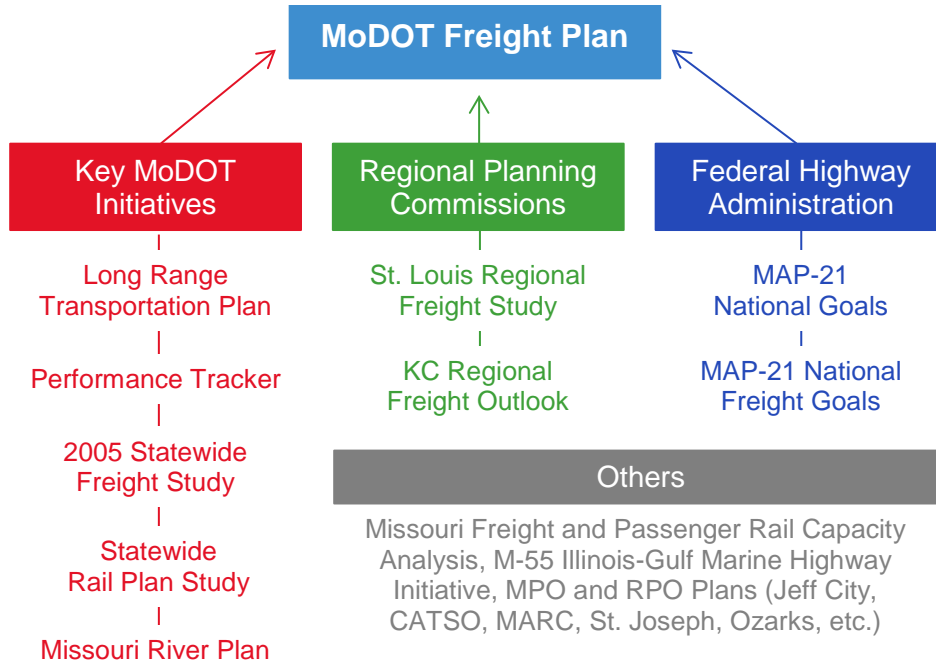 MoDOT Freight Plan
Key MoDOT
Initiatives
Long Range
Transportation Plan
Performance Tracker
2005 Statewide
Freight Study
Statewide
Rail Plan Study
Missouri River Plan
Regional Planning
Commissions
St. Louis Regional
Freight Study
KC Regional
Freight Outlook
Federal Highway
Administration
MAP-21
National Goals
MAP-21 National
Freight Goals
Others
Missouri Freight and Passenger Rail Capacity
Analysis, M-55 Illinois-Gulf Marine Highway
Initiative, MPO and RPO Plans (Jeff City,
CATSO, MARC, St. Joseph, Ozarks, etc.)